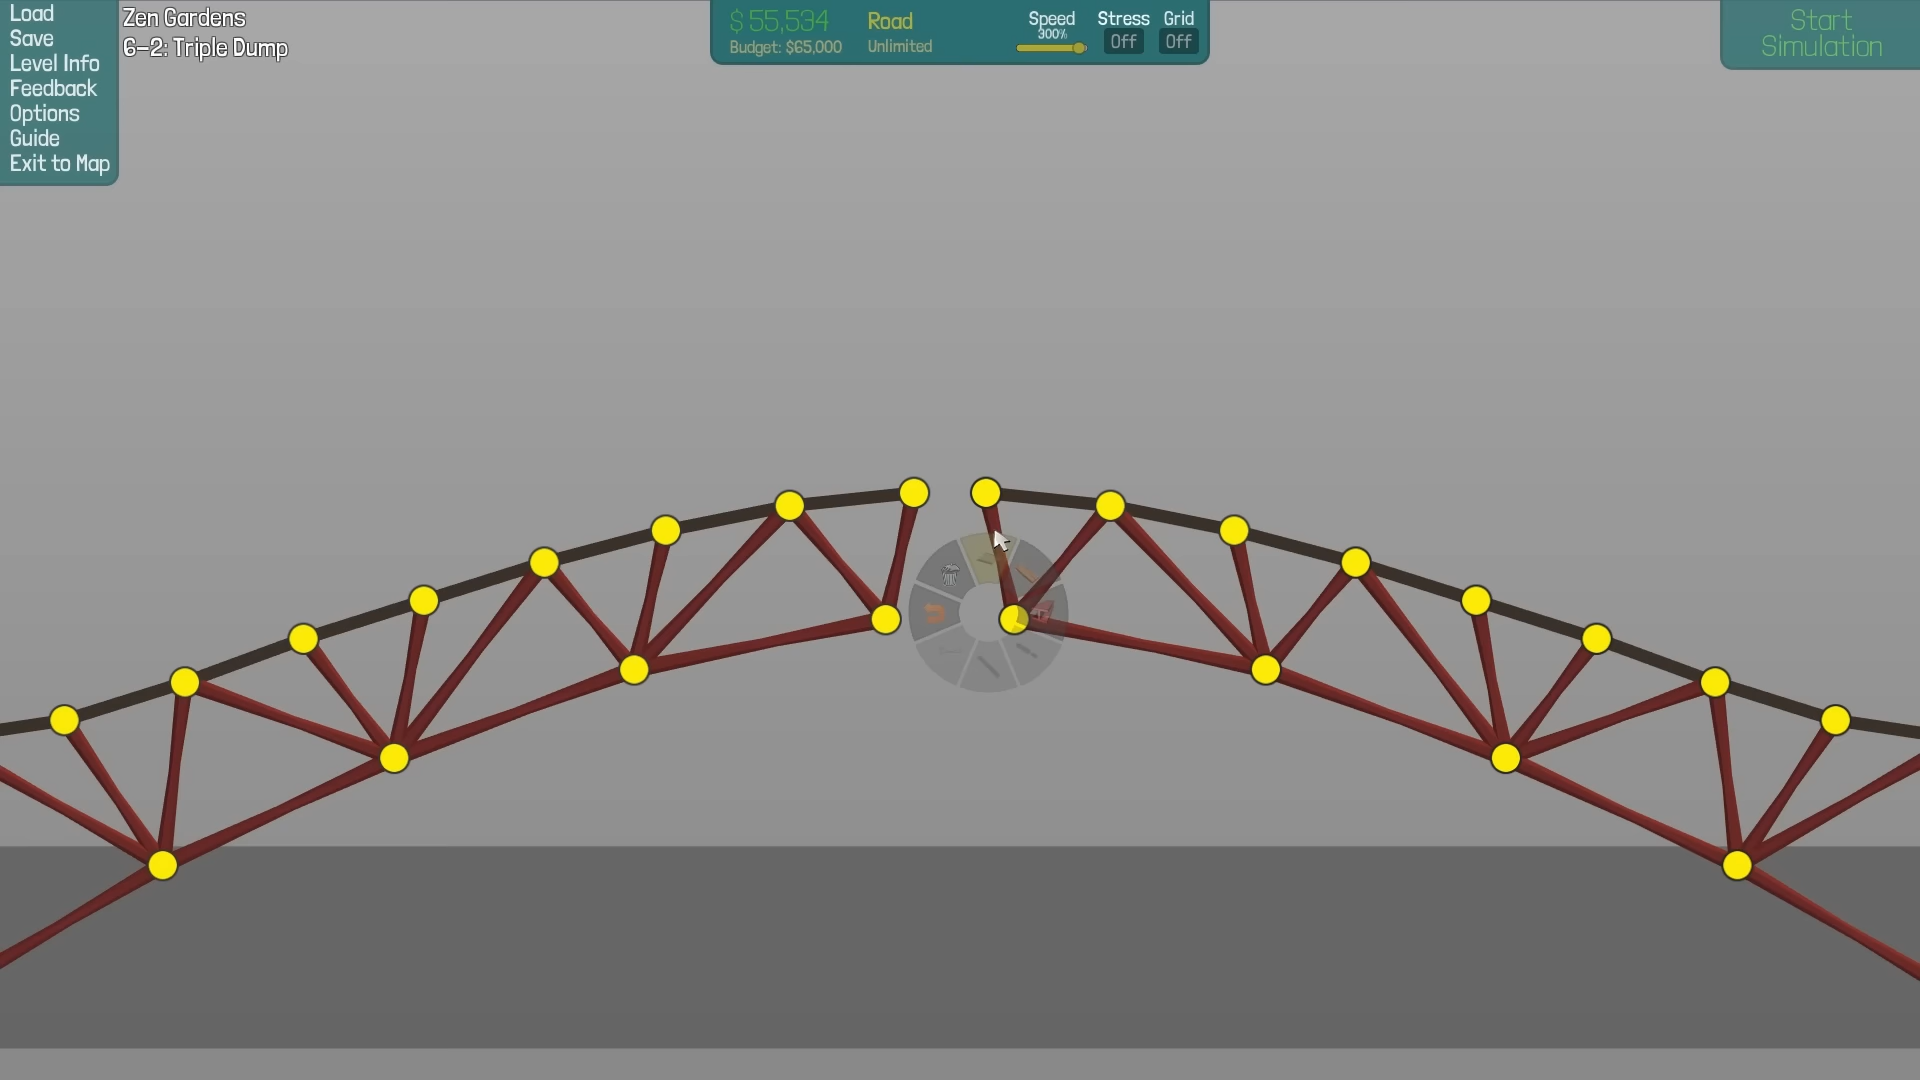 Load
Save
Level Info
Feedback
Options
Guide
Exit to Map
Zen Gardens
6-2: Triple Dump
$ 55,534
Budget: $65,000
Road
Unlimited
Speed
300%
Stress
Off
Grid
Off
Start
Simulation